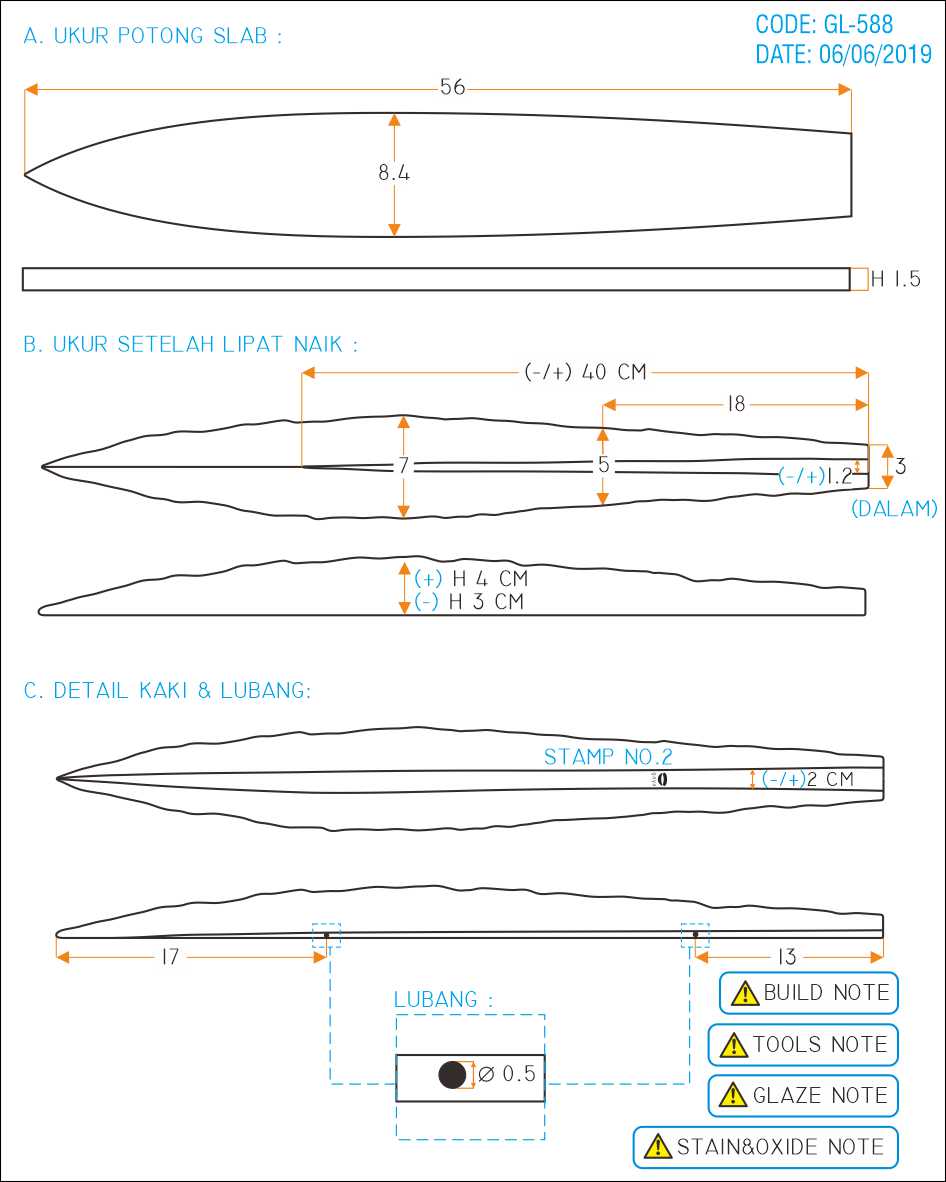 A. UKUR POTONG SLAB :
CODE: GL-588
DATE: 06/06/2019
56
8.4
H 1.5
B. UKUR SETELAH LIPAT NAIK :
(-/+) 40 CM
18
7
5
3
(-/+)1.2
(DALAM)
(+) H 4 CM
(-) H 3 CM
C. DETAIL KAKI & LUBANG:
STAMP NO.2
(-/+)2 CM
17
13
LUBANG :
Ø 0.5
BUILD NOTE
TOOLS NOTE
GLAZE NOTE
STAIN&OXIDE NOTE